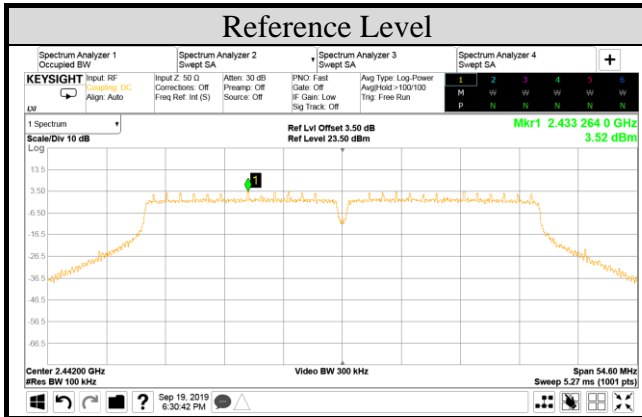 Reference Level
Spectrum Analyzer 1
Occupied BW
Spectrum Analyzer 2
Swept SA
Spectrum Analyzer 3
Swept SA
Spectrum Analyzer 4
Swept SA
+
KEYSIGHT
Input: RF
Coupling: DC
Align: Auto
Input Z: 50 Ω
Corrections: Off
Freq Ref: Int (S)
Atten: 30 dB
Preamp: Off
Source: Off
PNO: Fast
Gate: Off
IF Gain: Low
Sig Track: Off
Avg Type: Log-Power
Avg|Hold:>100/100
Trig: Free Run
1 2 3 4 5 6
M W W W W W
P N N N N N
LXI
1 Spectrum
Scale/Div 10 dB
Ref Lvl Offset 3.50 dB
Ref Level 23.50 dBm
Mkr1 2.433 264 0 GHz
3.52 dBm
Log
1
13.5
3.50
-6.50
-16.5
-26.5
-36.5
-46.5
-56.5
-66.5
Center 2.44200 GHz
#Res BW 100 kHz
Video BW 300 kHz
Span 54.60 MHz
Sweep 5.27 ms (1001 pts)
?
Sep 19, 2019
6:30:42 PM